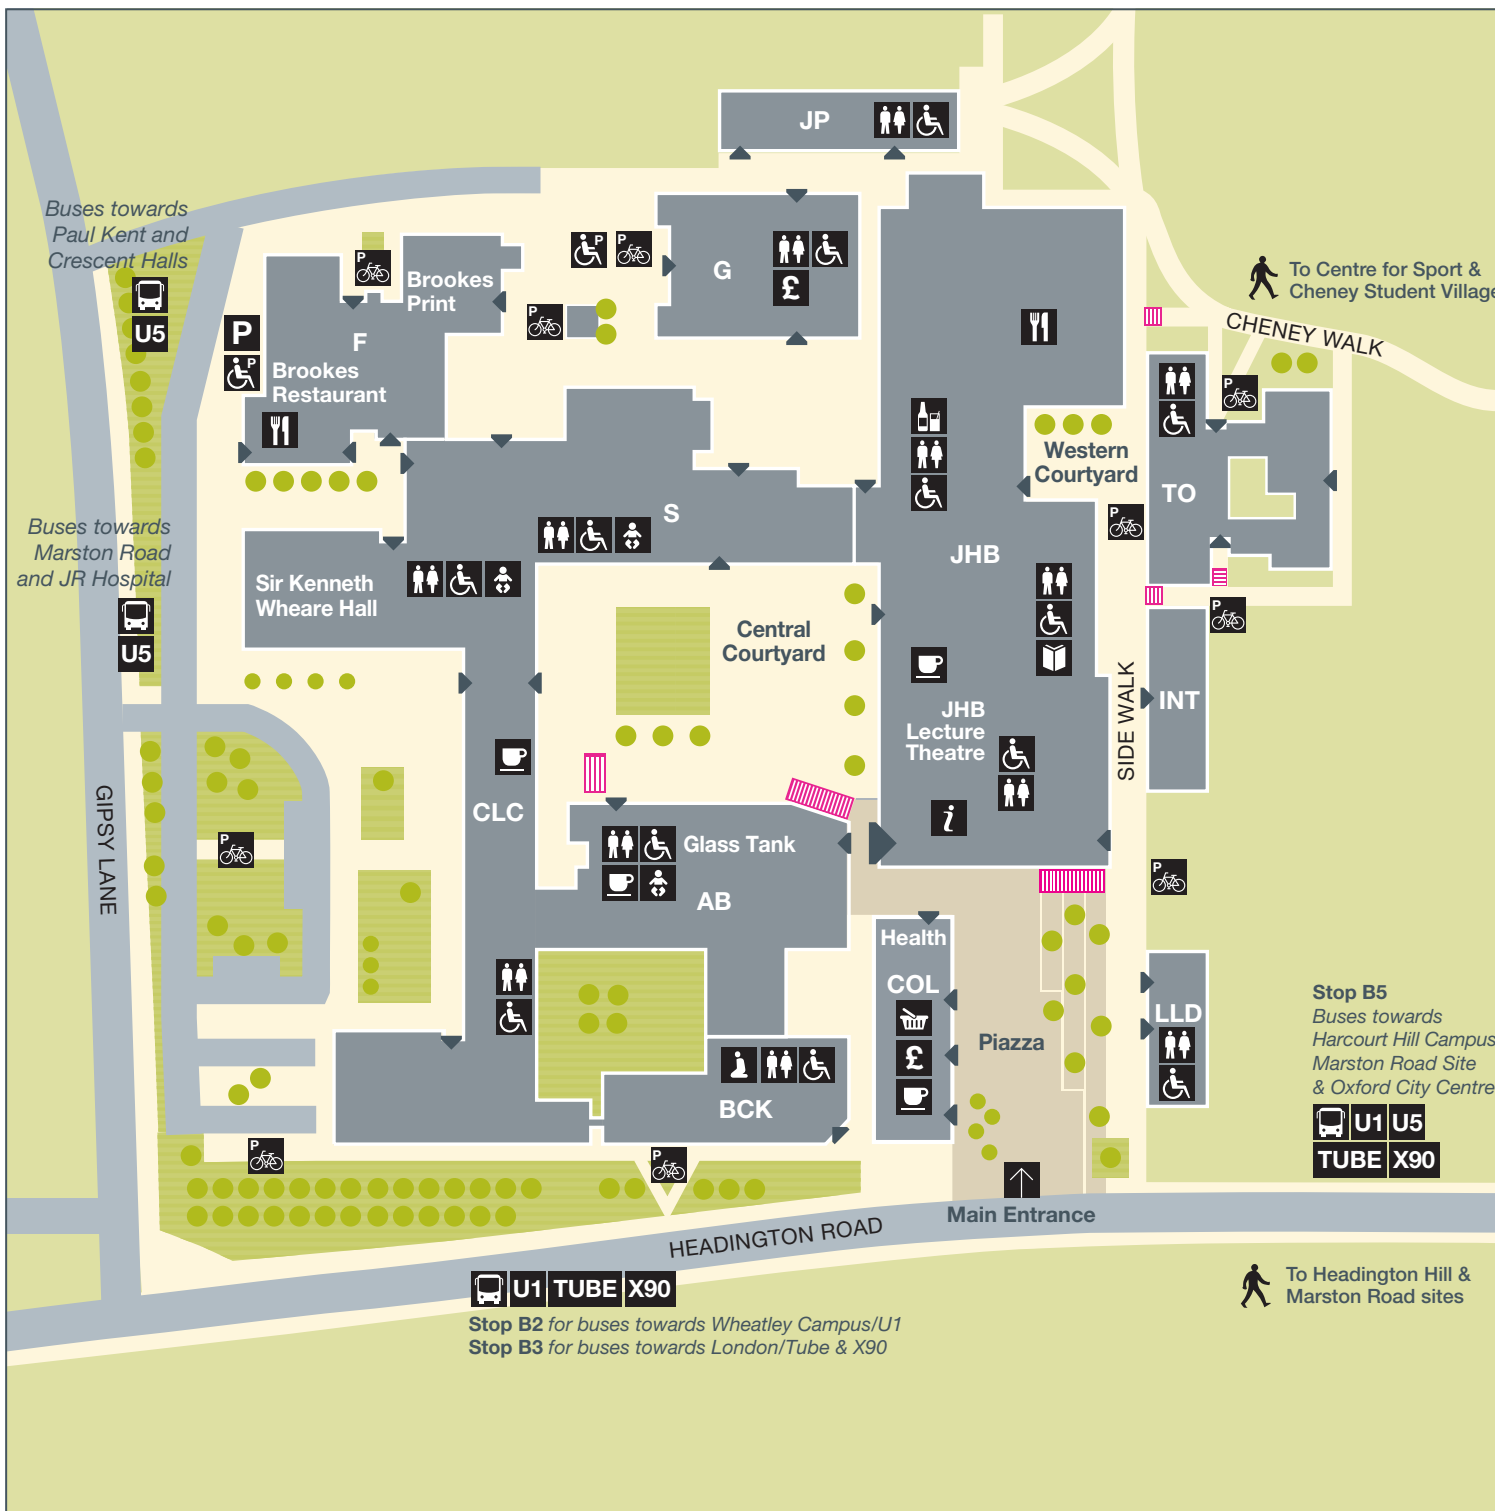 JP
Buses towards
Paul Kent and
Crescent Halls
U5
P
P
P
G
£
To Centre for Sport &
Cheney Student Village
CHENEY WALK
P
Brookes
Print
P
F
P
P
Brookes
Restaurant
P
Western
Courtyard
TO
P
S
JHB
Buses towards
Marston Road
and JR Hospital
U5
Sir Kenneth
Wheare Hall
Central
Courtyard
P
SIDE WALK
INT
JHB
Lecture
Theatre
i
GIPSY LANE
P
CLC
Glass Tank
AB
P
Health
COL
£
Piazza
LLD
Stop B5
Buses towards
Harcourt Hill Campus
Marston Road Site
& Oxford City Centre
U1 U5
TUBE X90
BCK
P
P
Main Entrance
HEADINGTON ROAD
U1 TUBE X90
Stop B2 for buses towards Wheatley Campus/U1
Stop B3 for buses towards London/Tube & X90
To Headington Hill &
Marston Road sites